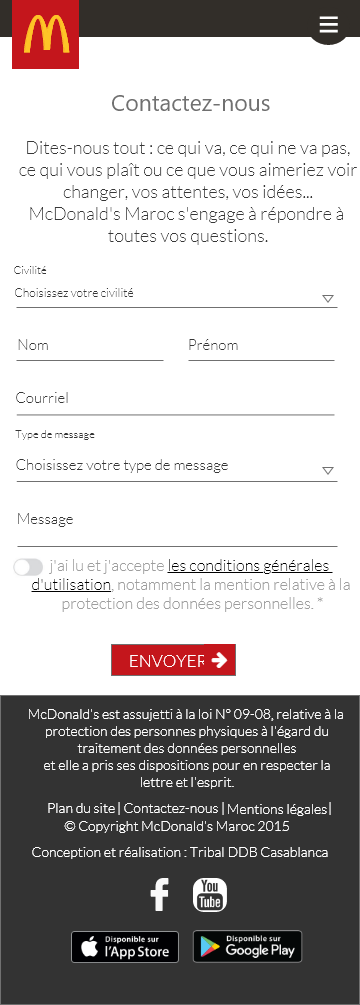 Contactez-nous
Dites-nous tout : ce qui va, ce qui ne va pas,
ce qui vous plaît ou ce que vous aimeriez voir
changer, vos attentes, vos idées...
McDonald's Maroc s'engage à répondre à
toutes vos questions.
Civilité
Choisissez votre civilité
Nom Prénom
Courriel
Type de message
Choisissez votre type de message
Message
j'ai lu et j'accepte les conditions générales
d'utilisation, notamment la mention relative à la
protection des données personnelles. *
ENVOYER
McDonald's est assujetti à la loi N° 09-08, relative à la
protection des personnes physiques à l'égard du
traitement des données personnelles
et elle a pris ses dispositions pour en respecter la
lettre et l'esprit.
Plan du site | Contactez-nous | Mentions légales|
© Copyright McDonald's Maroc 2015
Conception et réalisation : Tribal DDB Casablanca
f You
Tube
Disponible sur
l'App Store
Disponible sur
Google Play